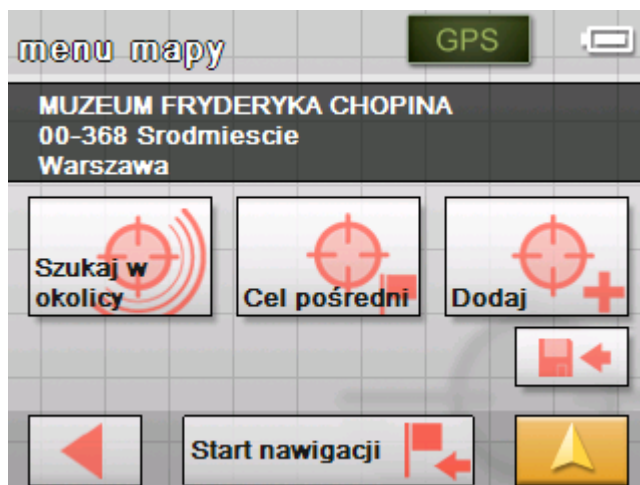 menu mapy
GPS
MUZEUM FRYDERYKA CHOPINA
00-368 Srodmiescie
Warszawa
Szukaj w
okolicy
Cel pośredni
Dodaj
Start nawigacji